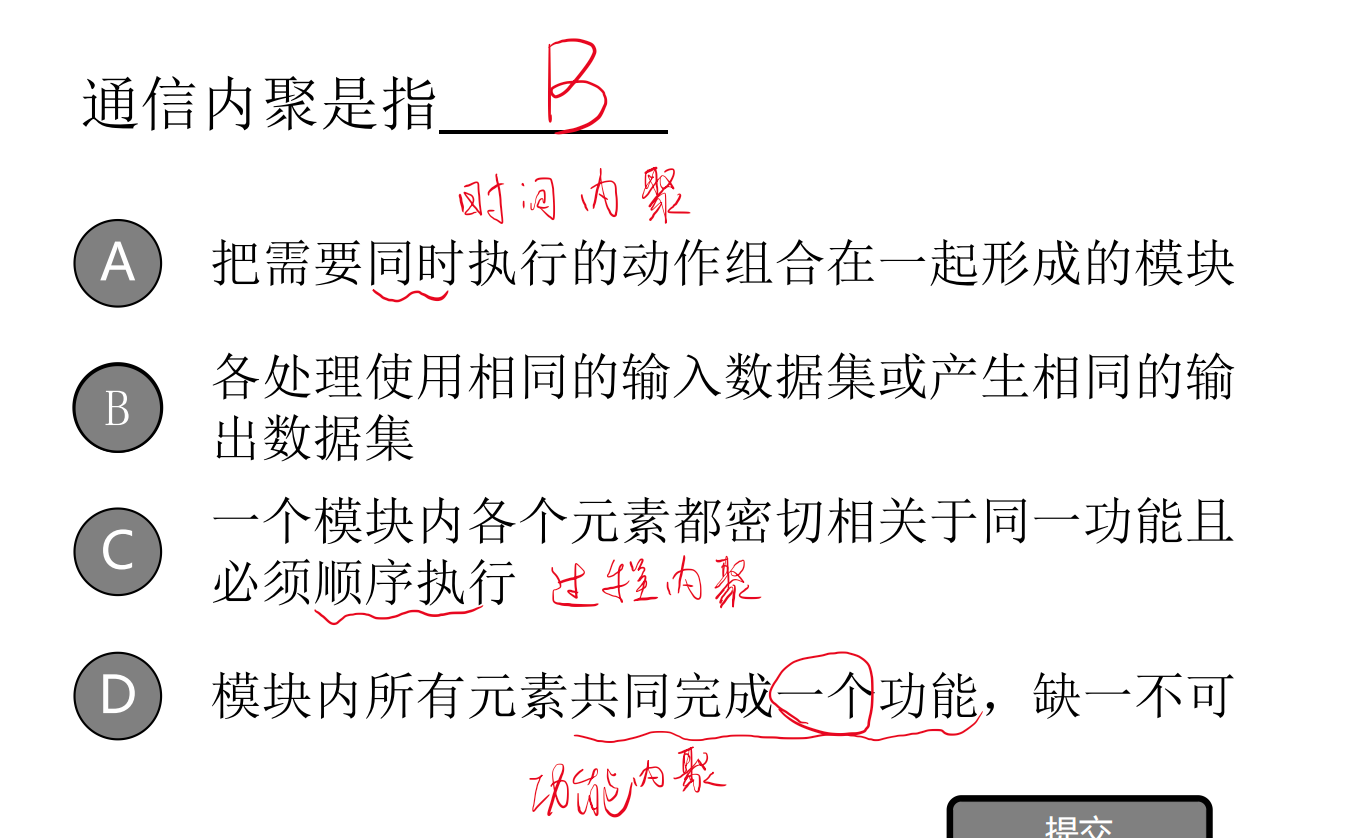 通信内聚是指 B
时间内聚
A 把需要同时执行的动作组合在一起形成的模块
B 各处理使用相同的输入数据集或产生相同的输
出数据集
C 一个模块内各个元素都密切相关于同一功能且
必须顺序执行 过程内聚
D 模块内所有元素共同完成一个功能，缺一不可
功能内聚
提交